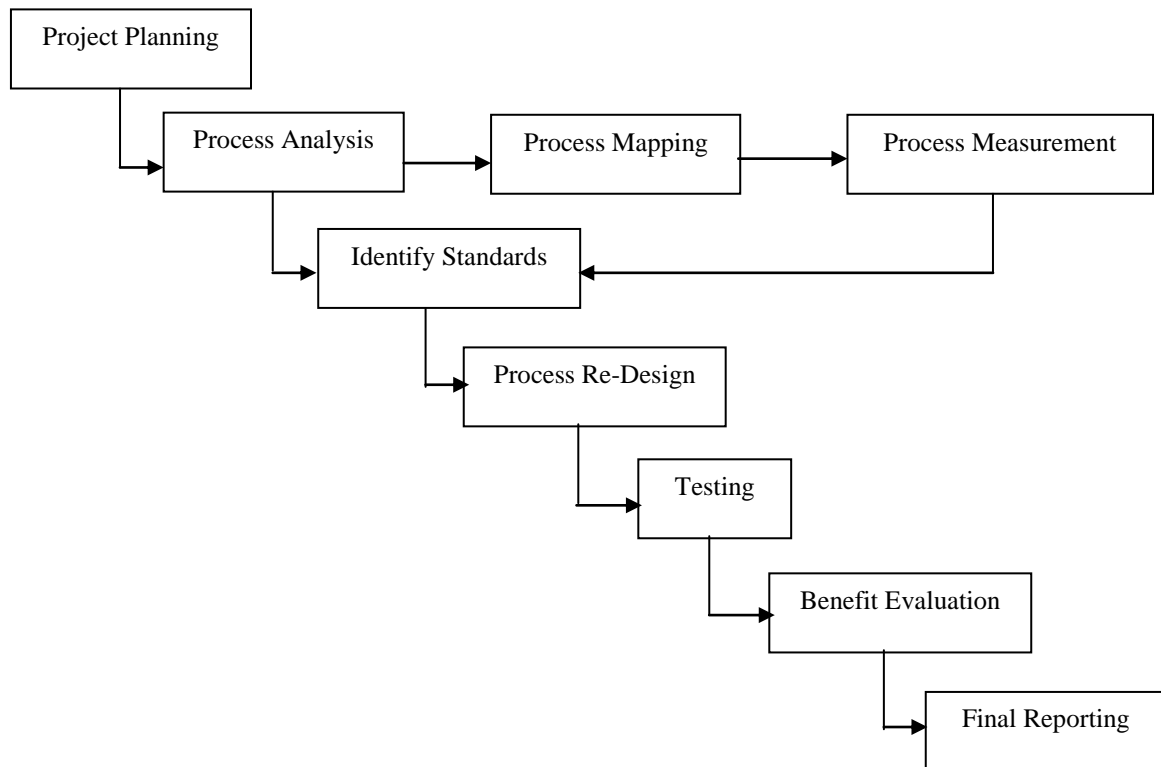 Project Planning
Process Analysis
Process Mapping
Process Measurement
Identify Standards
Process Re-Design
Testing
Benefit Evaluation
Final Reporting